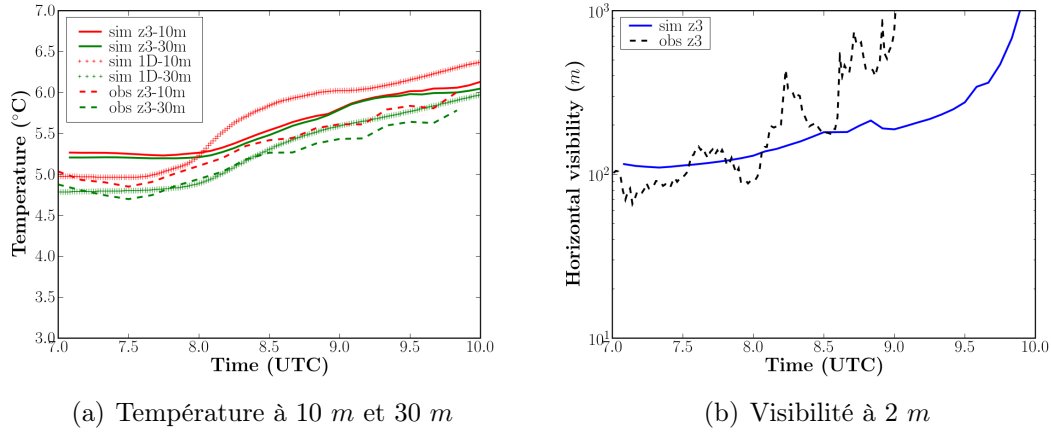 7.0
6.5
6.0
5.5
5.0
4.5
4.0
3.5
3.0
Temperature (°C)
sim z3-10m
sim z3-30m
sim 1D-10m
sim 1D-30m
obs z3-10m
obs z3-30m
7.0 7.5 8.0 8.5 9.0 9.5 10.0
Time (UTC)
(a) Température à 10 m et 30 m
10³
10²
10¹
Horizontal visibility (m)
sim z3
obs z3
7.0 7.5 8.0 8.5 9.0 9.5 10.0
Time (UTC)
(b) Visibilité à 2 m